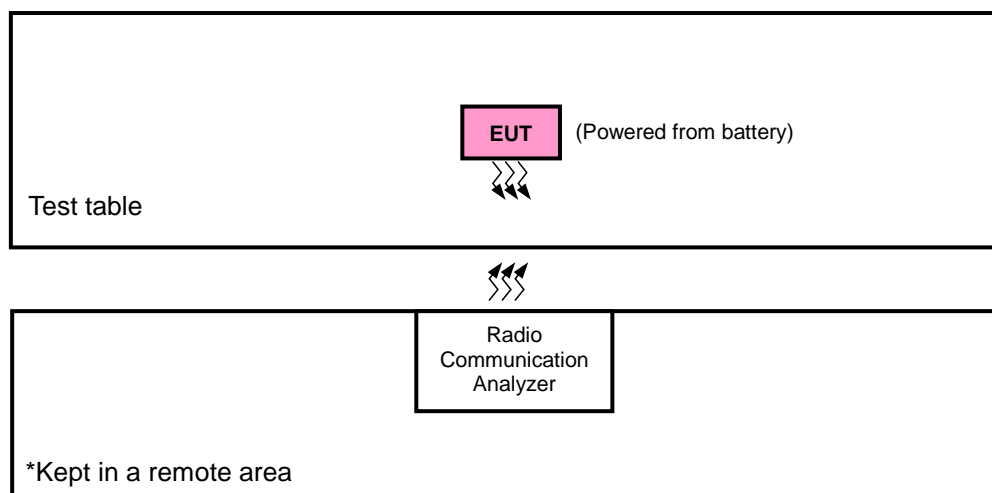 EUT
(Powered from battery)
Test table
Radio
Communication
Analyzer
*Kept in a remote area